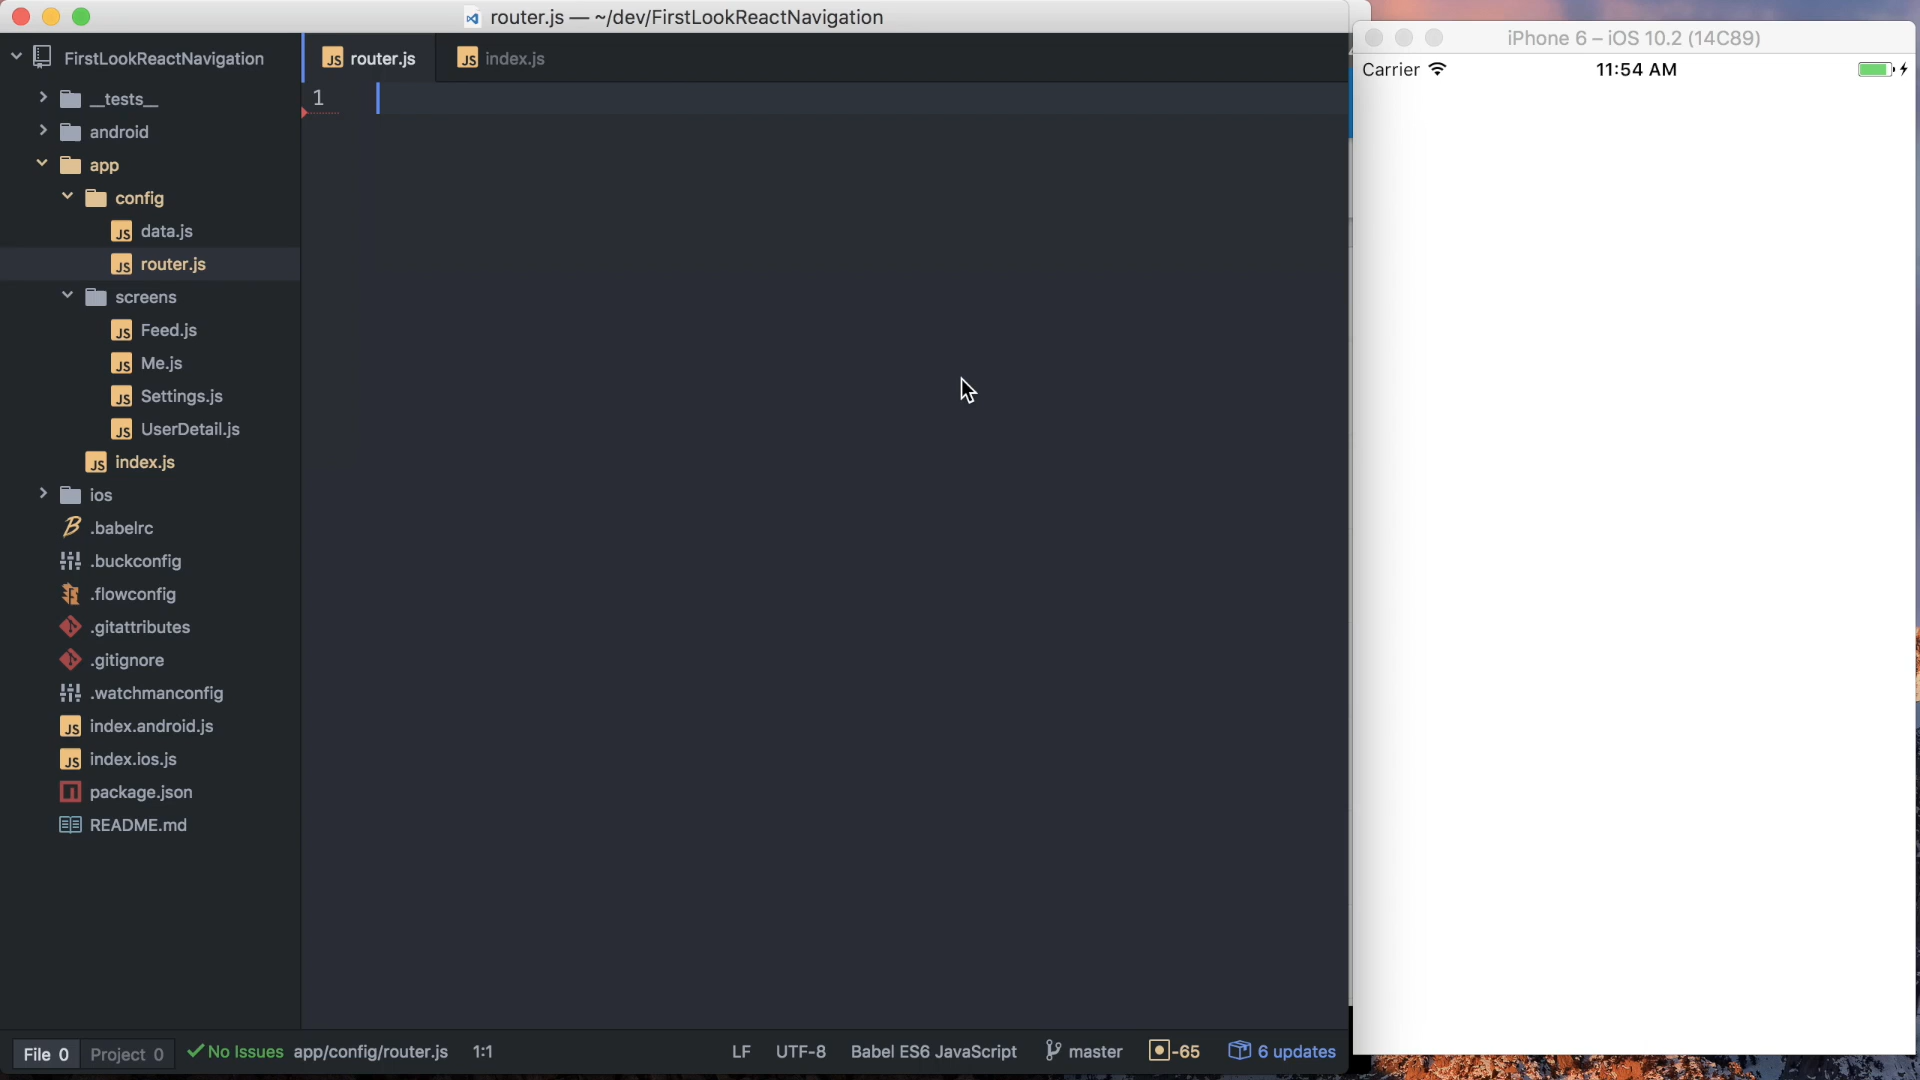 router.js — ~/dev/FirstLookReactNavigation
FirstLookReactNavigation
__tests__
android
app
config
data.js
router.js
screens
Feed.js
Me.js
Settings.js
UserDetail.js
index.js
ios
.babelrc
.buckconfig
.flowconfig
.gitattributes
.gitignore
.watchmanconfig
index.android.js
index.ios.js
package.json
README.md
router.js
index.js
1
File 0
Project 0
No Issues app/config/router.js 1:1
LF UTF-8 Babel ES6 JavaScript master -65 6 updates
iPhone 6 – iOS 10.2 (14C89)
Carrier 11:54 AM